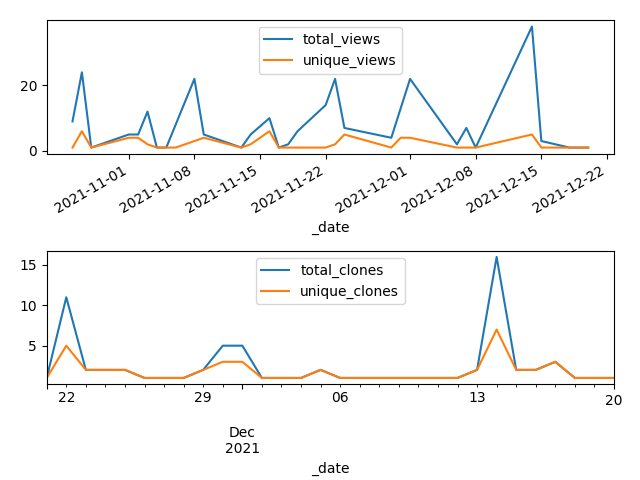 total_views
unique_views
20
0
2021-11-01
2021-11-08
2021-11-15
2021-11-22
2021-12-01
2021-12-08
2021-12-15
2021-12-22
_date
total_clones
unique_clones
15
10
5
22
29
06
13
20
Dec
2021
_date